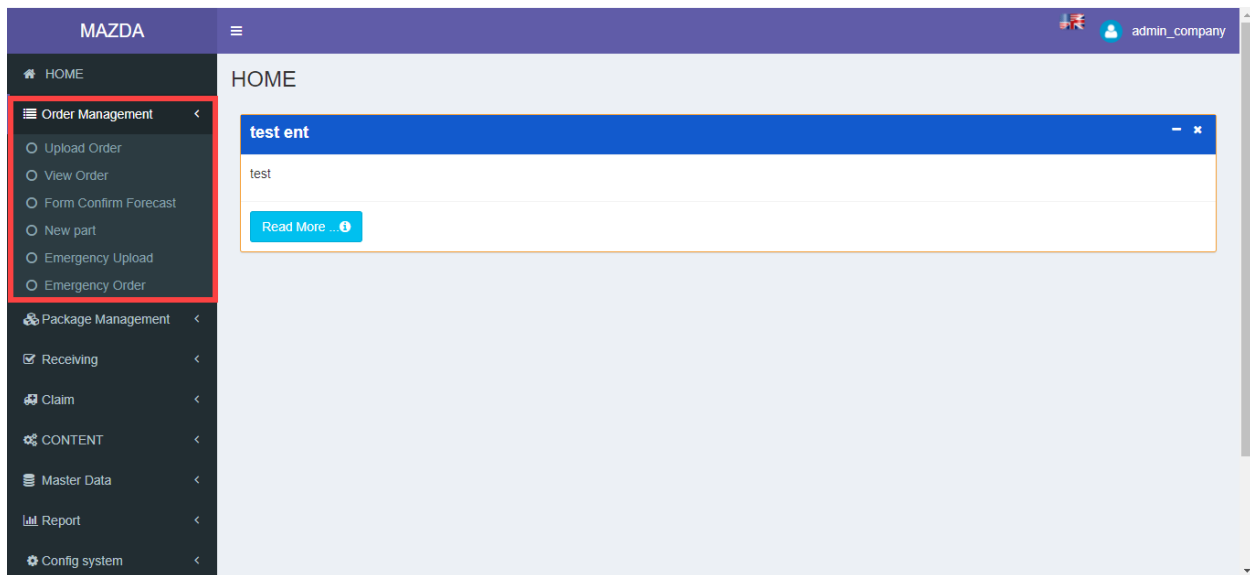 MAZDA
admin_company
HOME
HOME
Order Management
test ent
Upload Order
test
View Order
Form Confirm Forecast
Read More ...
New part
Emergency Upload
Emergency Order
Package Management
Receiving
Claim
CONTENT
Master Data
Report
Config system